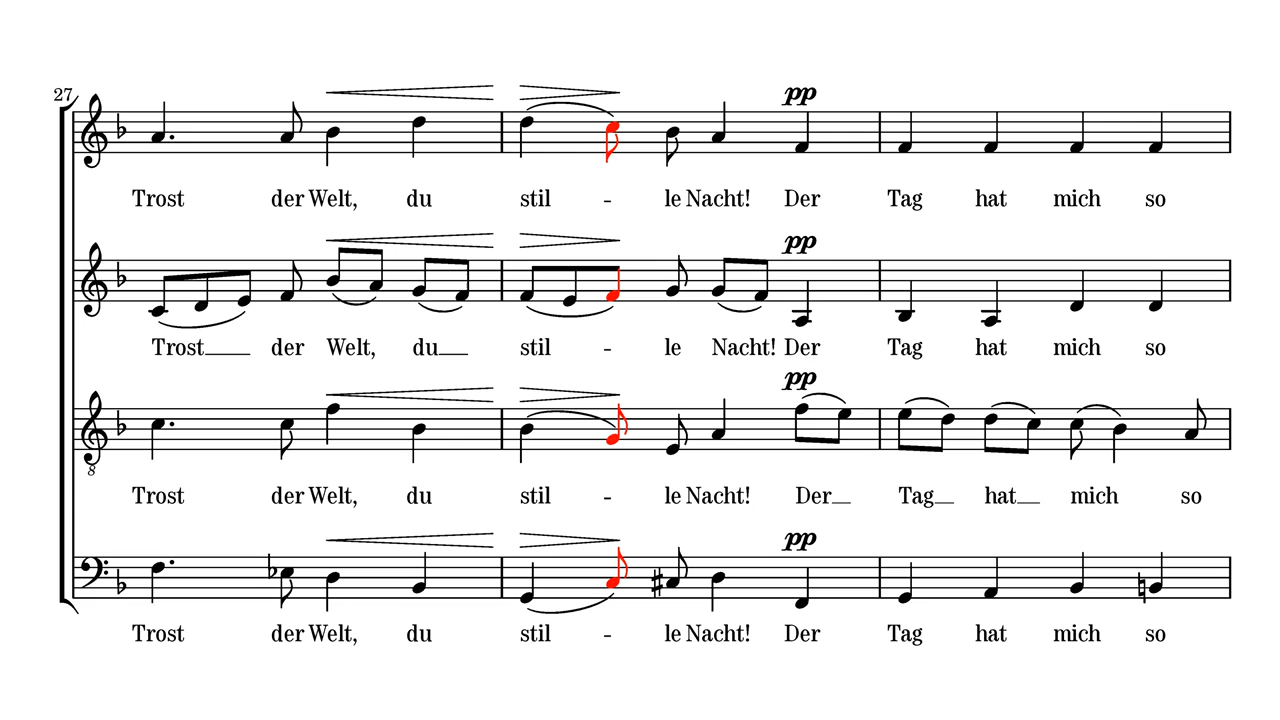 27
pp
Trost der Welt, du stil - le Nacht! Der Tag hat mich so
pp
Trost der Welt, du stil - le Nacht! Der Tag hat mich so
pp
8
Trost der Welt, du stil - le Nacht! Der Tag hat mich so
pp
Trost der Welt, du stil - le Nacht! Der Tag hat mich so